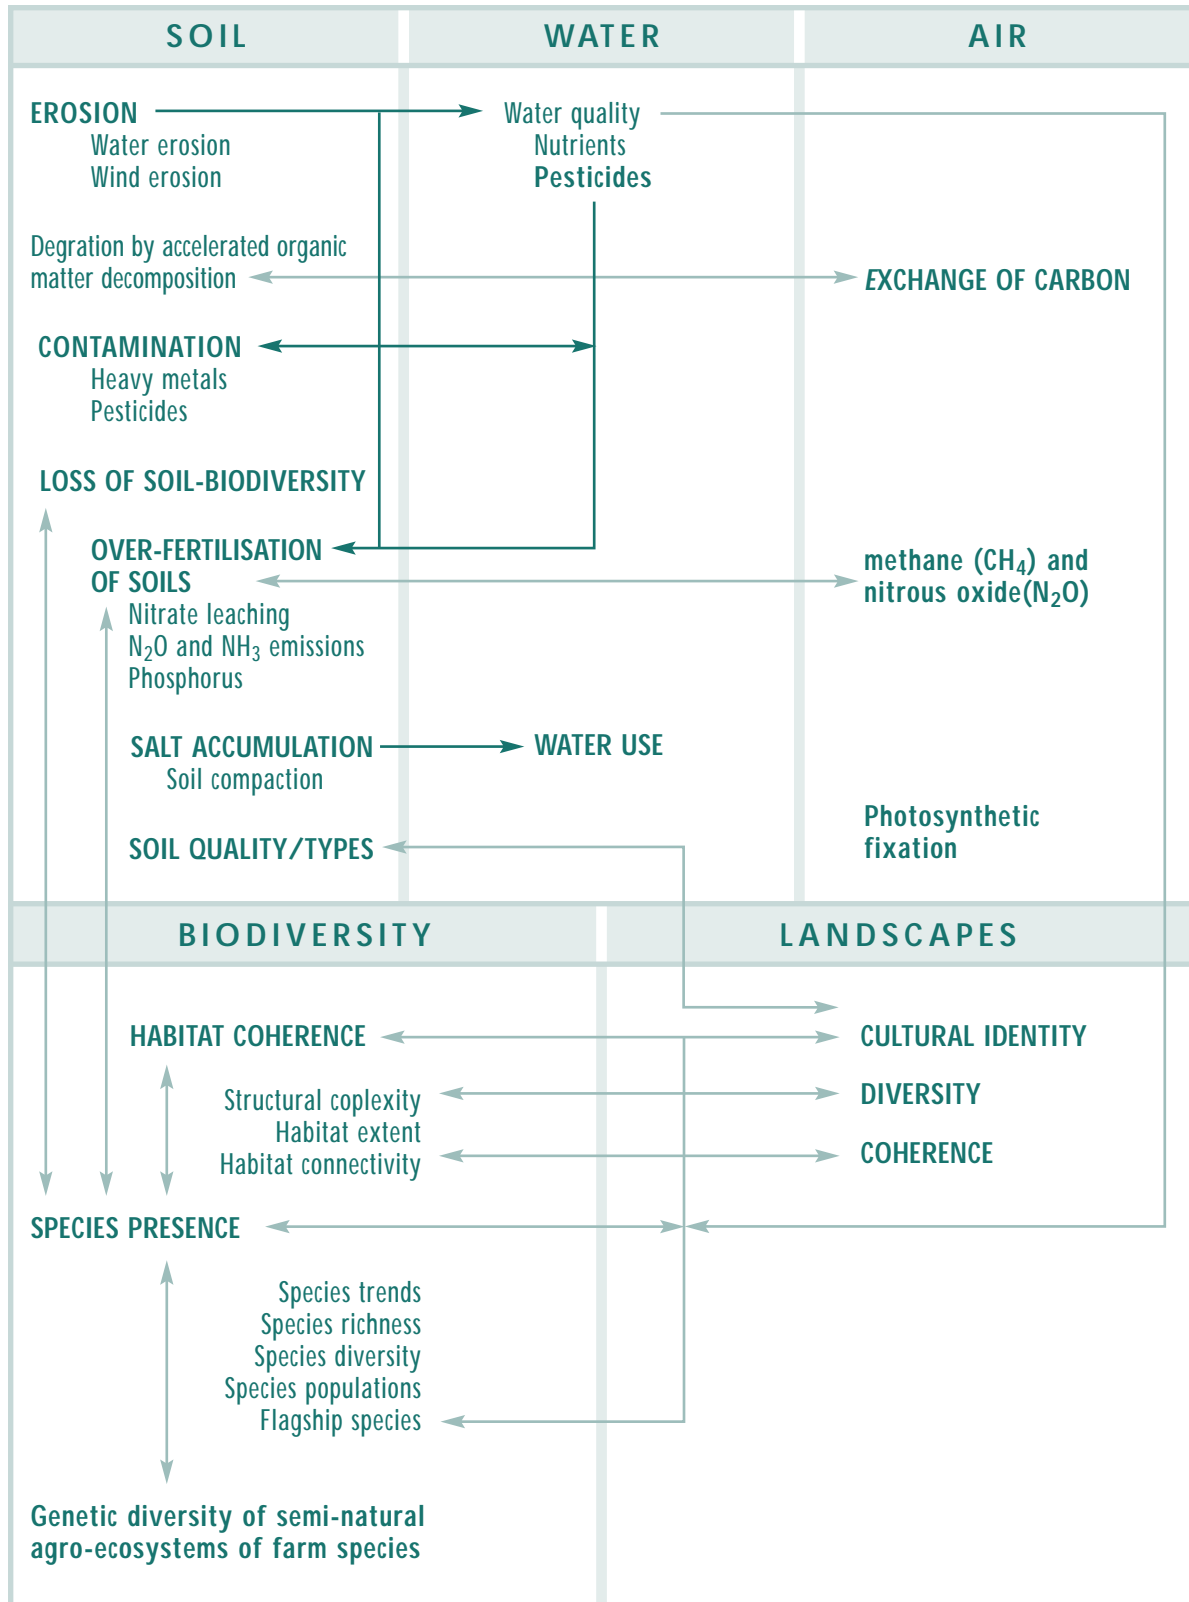 SOIL
WATER
AIR
EROSION
Water erosion
Wind erosion
Water quality
Nutrients
Pesticides
Degration by accelerated organic
matter decomposition
EXCHANGE OF CARBON
CONTAMINATION
Heavy metals
Pesticides
LOSS OF SOIL-BIODIVERSITY
OVER-FERTILISATION
OF SOILS
Nitrate leaching
N₂O and NH₃ emissions
Phosphorus
methane (CH₄) and
nitrous oxide(N₂O)
SALT ACCUMULATION
Soil compaction
WATER USE
SOIL QUALITY/TYPES
Photosynthetic
fixation
BIODIVERSITY
LANDSCAPES
HABITAT COHERENCE
Structural coplexity
Habitat extent
Habitat connectivity
CULTURAL IDENTITY
DIVERSITY
COHERENCE
SPECIES PRESENCE
Species trends
Species richness
Species diversity
Species populations
Flagship species
Genetic diversity of semi-natural
agro-ecosystems of farm species